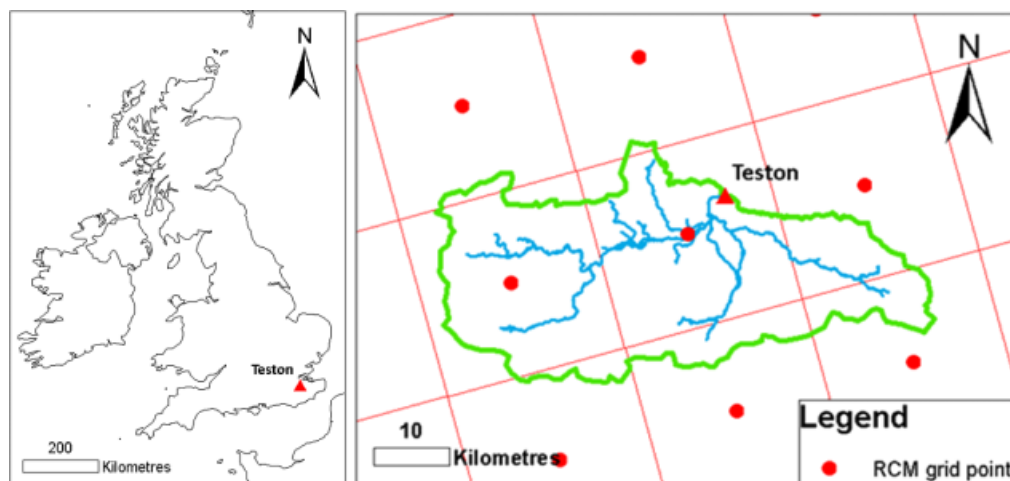 N
Teston
200
Kilometres
N
Teston
10
Kilometres
Legend
RCM grid point